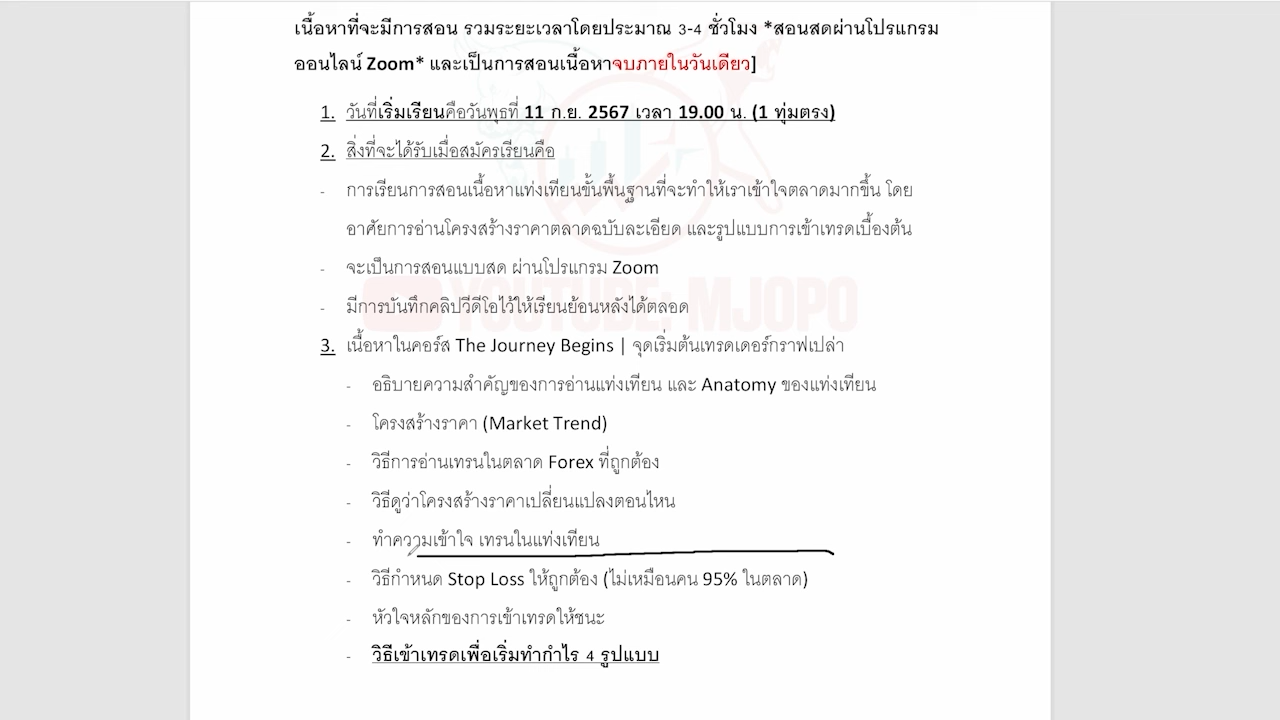 เนื้อหาที่จะมีการสอน รวมระยะเวลาโดยประมาณ 3-4 ชั่วโมง *สอนสดผ่านโปรแกรม
ออนไลน์ Zoom* และเป็นการสอนเนื้อหาจบภายในวันเดียว]
1. วันที่เริ่มเรียนคือวันพุธที่ 11 ก.ย. 2567 เวลา 19.00 น. (1 ทุ่มตรง)
2. สิ่งที่จะได้รับเมื่อสมัครเรียนคือ
- การเรียนการสอนเนื้อหาแท่งเทียนขั้นพื้นฐานที่จะทำให้เราเข้าใจตลาดมากขึ้น โดย
อาศัยการอ่านโครงสร้างราคาตลาดฉบับละเอียด และรูปแบบการเข้าเทรดเบื้องต้น
- จะเป็นการสอนแบบสด ผ่านโปรแกรม Zoom
YOUTUBE: MJOPO
- มีการบันทึกคลิปวีดีโอไว้ให้เรียนย้อนหลังได้ตลอด
3. เนื้อหาในคอร์ส The Journey Begins | จุดเริ่มต้นเทรดเดอร์กราฟเปล่า
- อธิบายความสำคัญของการอ่านแท่งเทียน และ Anatomy ของแท่งเทียน
- โครงสร้างราคา (Market Trend)
- วิธีการอ่านเทรนในตลาด Forex ที่ถูกต้อง
- วิธีดูว่าโครงสร้างราคาเปลี่ยนแปลงตอนไหน
- ทำความเข้าใจ เทรนในแท่งเทียน
- วิธีกำหนด Stop Loss ให้ถูกต้อง (ไม่เหมือนคน 95% ในตลาด)
- หัวใจหลักของการเข้าเทรดให้ชนะ
- วิธีเข้าเทรดเพื่อเริ่มทำกำไร 4 รูปแบบ